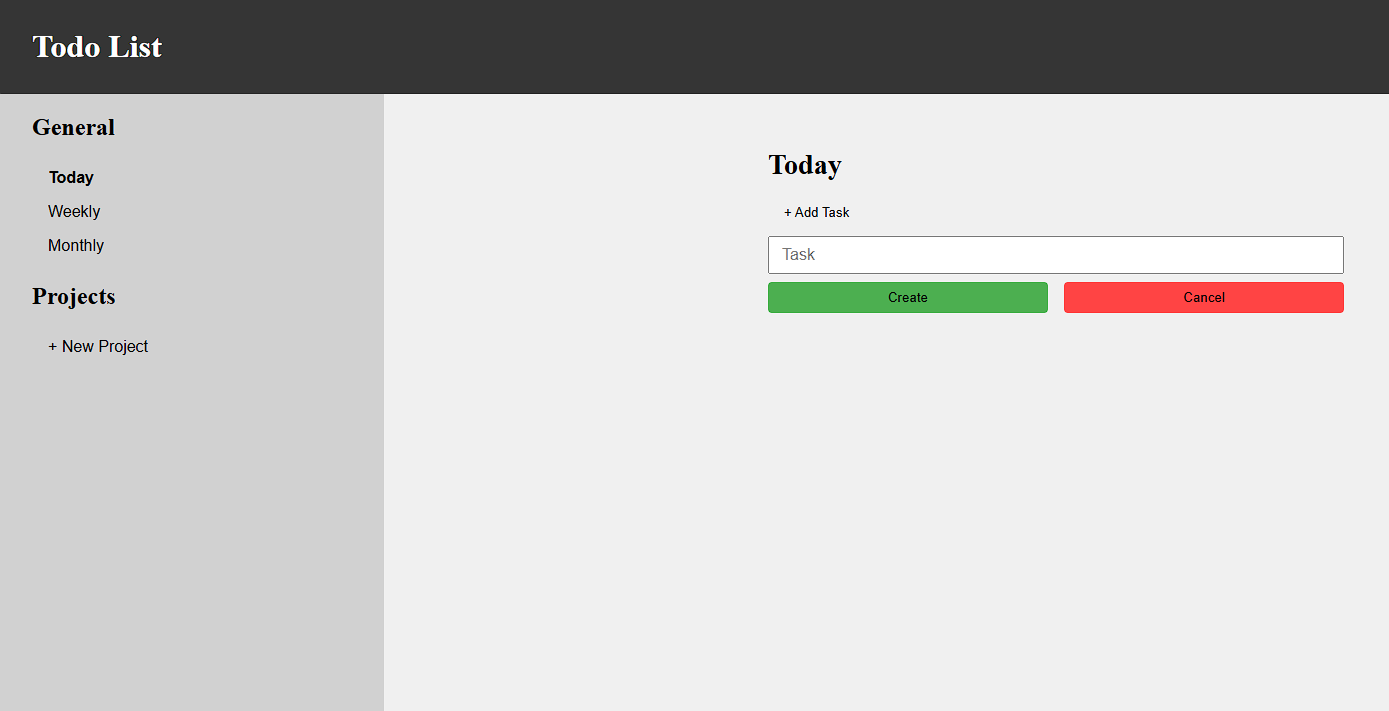 Todo List
General
Today
Weekly
Monthly
Projects
+ New Project
Today
+ Add Task
Task
Create Cancel